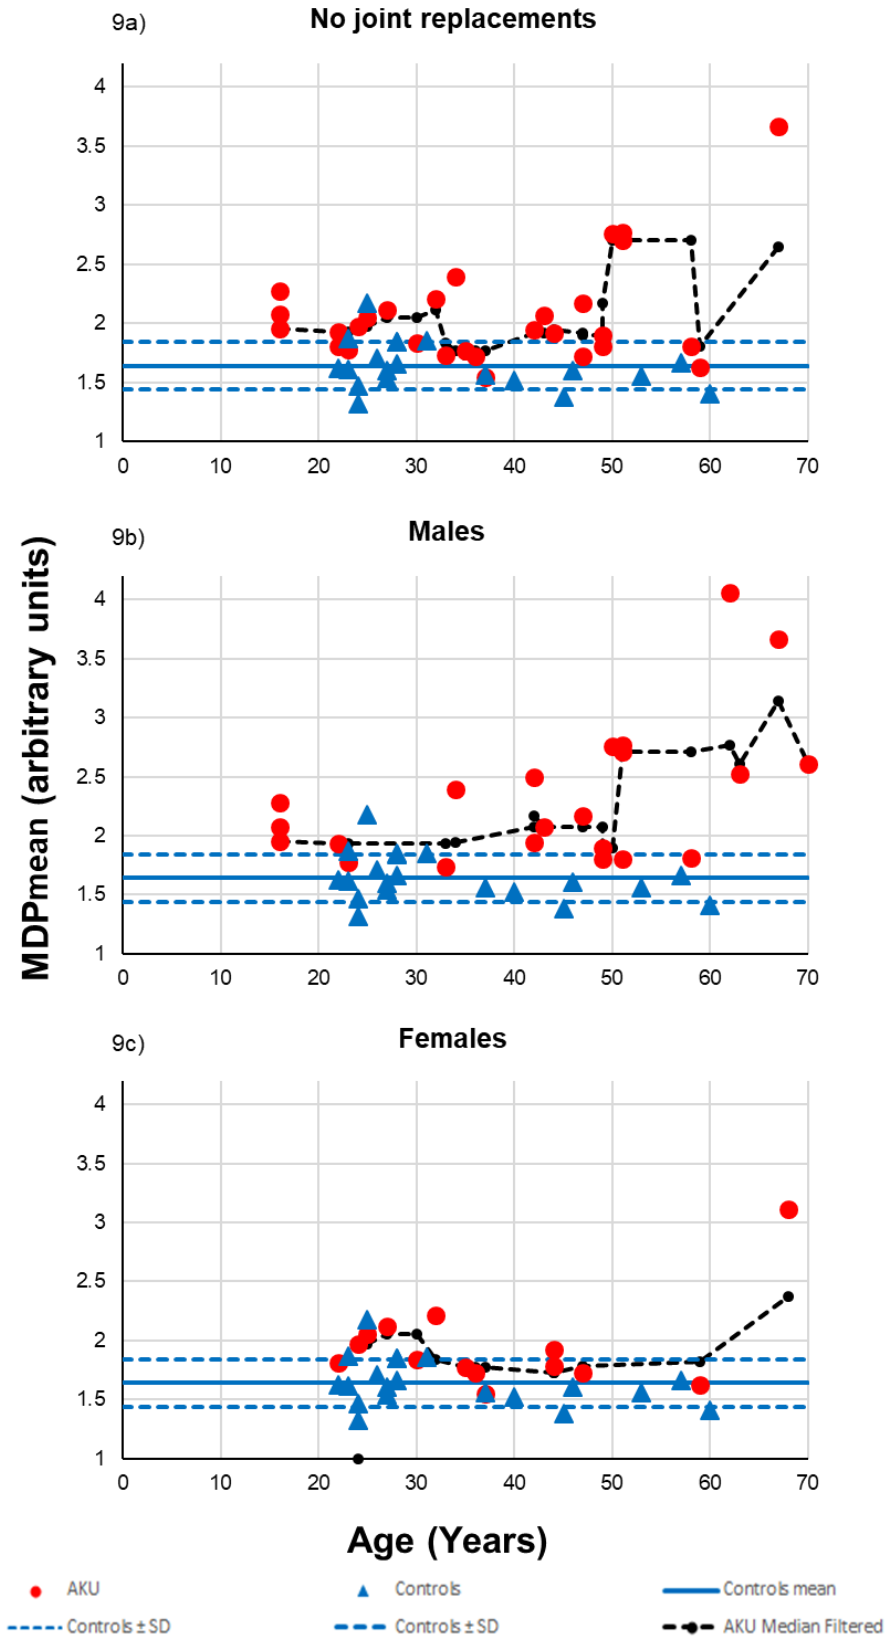 9a)
No joint replacements
4
3.5
3
2.5
2
1.5
1
0 10 20 30 40 50 60 70
9b)
Males
4
3.5
3
2.5
2
1.5
1
0 10 20 30 40 50 60 70
MDPmean (arbitrary units)
9c)
Females
4
3.5
3
2.5
2
1.5
1
0 10 20 30 40 50 60 70
Age (Years)
AKU Controls Controls mean
Controls ± SD Controls ± SD AKU Median Filtered